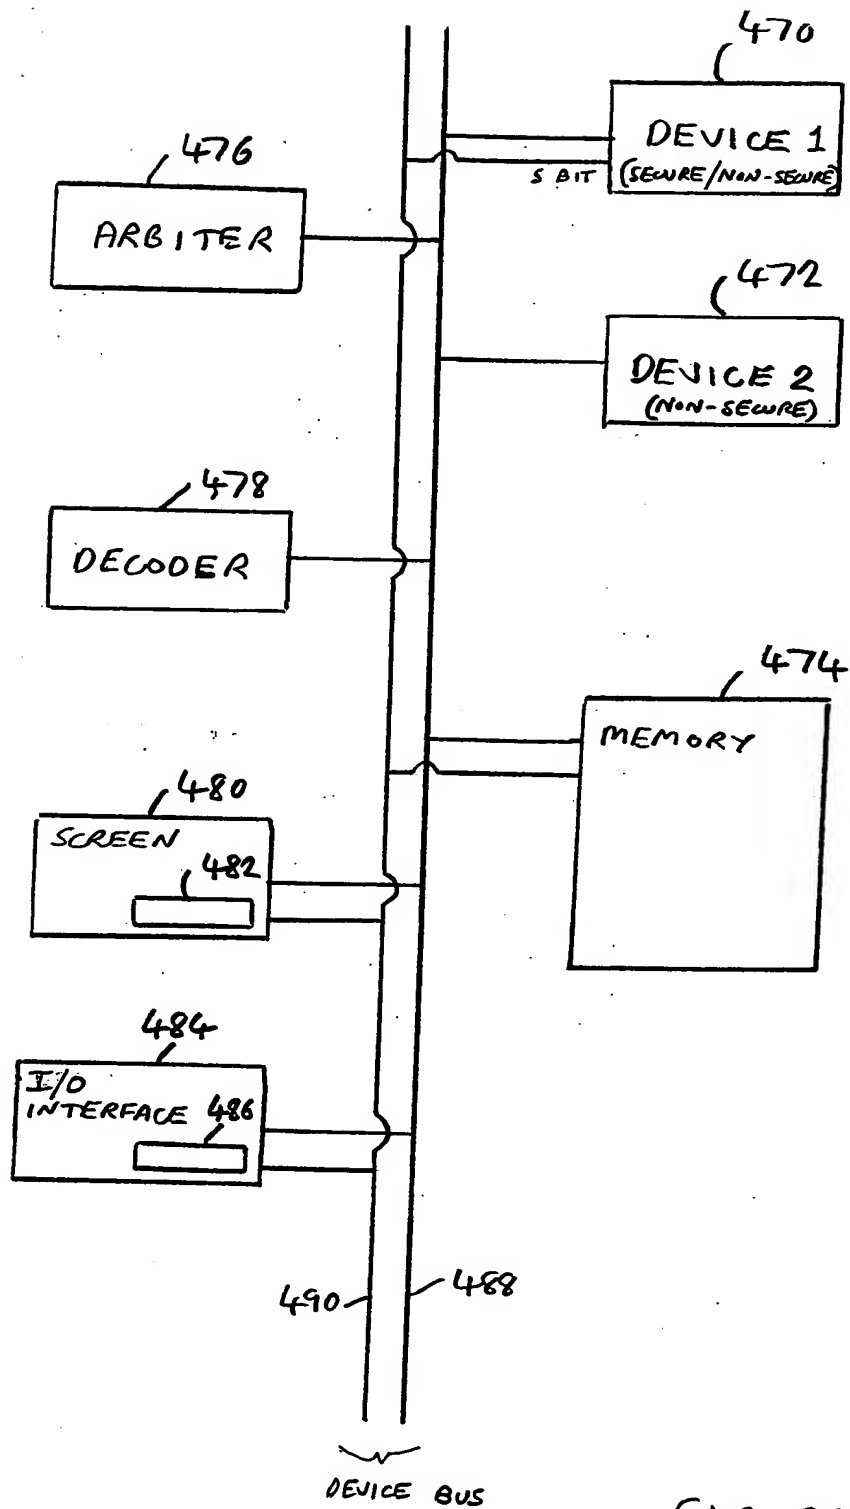 470
DEVICE 1
(SECURE/NON-SECURE)
S BIT
476
ARBITER
472
DEVICE 2
(NON-SECURE)
478
DECODER
474
MEMORY
480
SCREEN
482
484
I/O
INTERFACE
486
490
488
DEVICE BUS